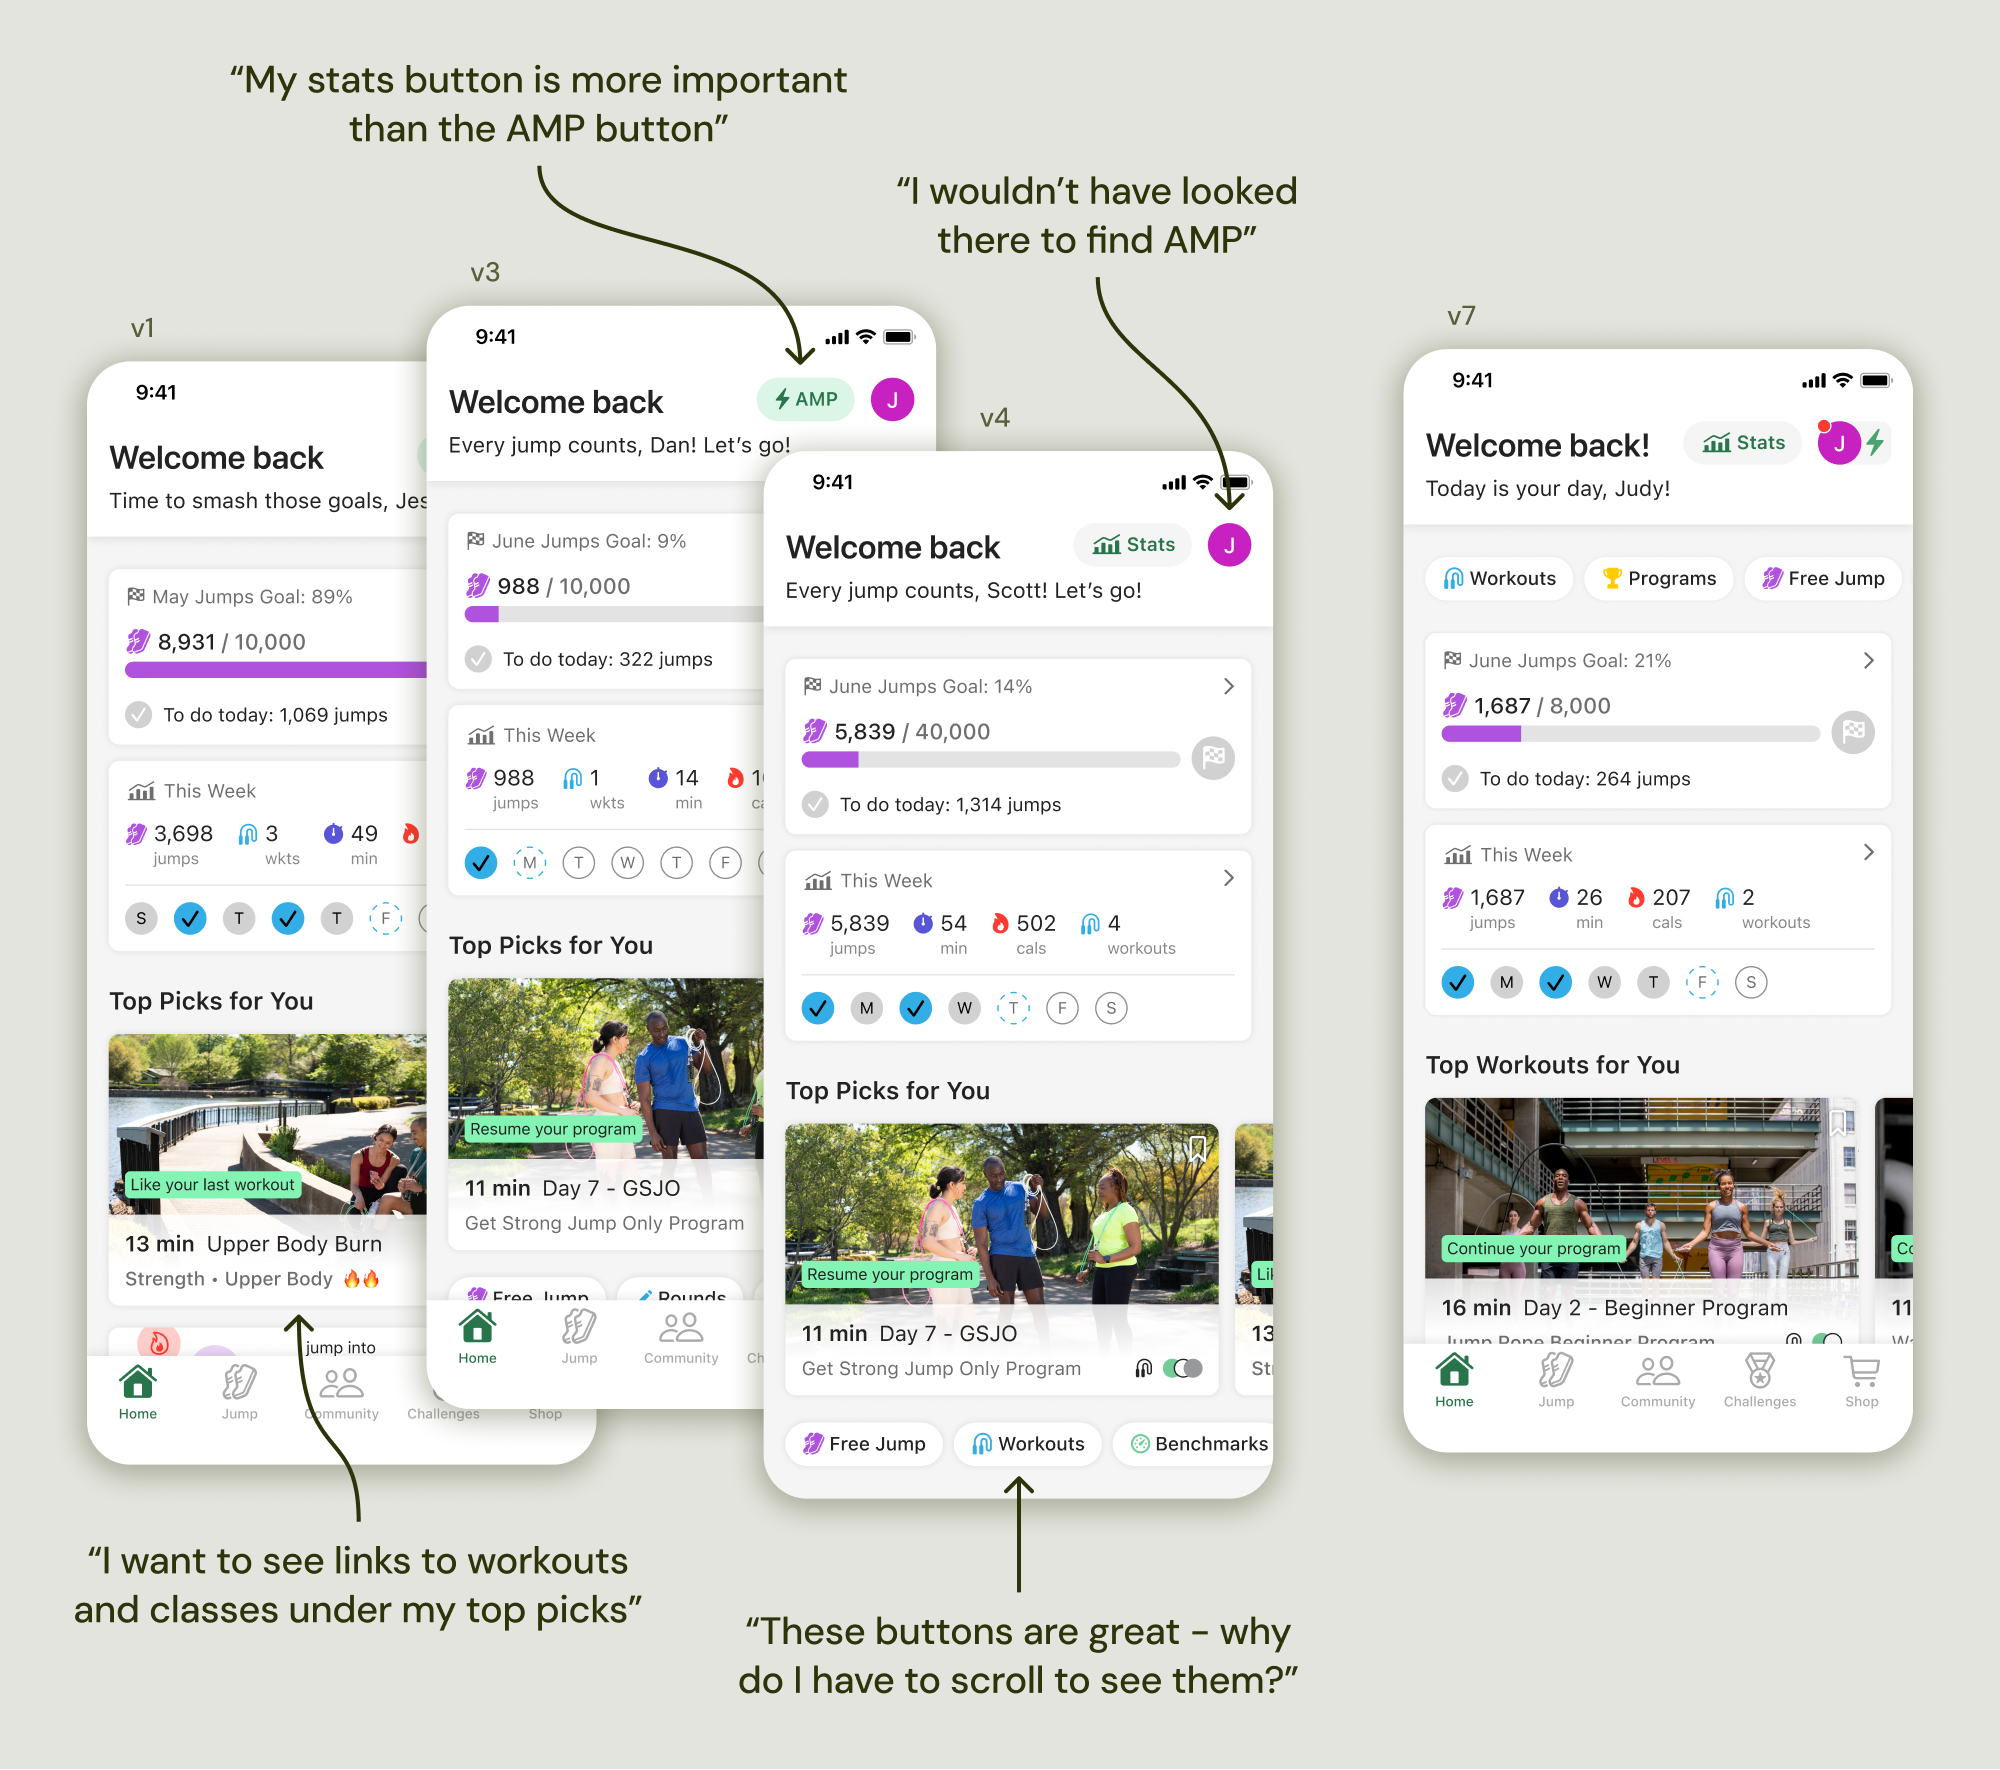 “My stats button is more important
than the AMP button”
“I wouldn’t have looked
there to find AMP”
v1
9:41
Welcome back
Time to smash those goals, Jes
May Jumps Goal: 89%
8,931 / 10,000
To do today: 1,069 jumps
This Week
3,698 3 49
jumps wkts min
S T T F
Top Picks for You
Like your last workout
13 min Upper Body Burn
Strength • Upper Body
jump into
Home Jump Community Challenges Shop
“I want to see links to workouts
and classes under my top picks”
v3
9:41
Welcome back
AMP
J
Every jump counts, Dan! Let’s go!
June Jumps Goal: 9%
988 / 10,000
To do today: 322 jumps
This Week
988 1 14 1
jumps wkts min ca
M T W T F
Top Picks for You
Resume your program
11 min Day 7 - GSJO
Get Strong Jump Only Program
Free Jump Rounds
Home Jump Community Ch
v4
9:41
Welcome back
Stats
J
Every jump counts, Scott! Let’s go!
June Jumps Goal: 14%
5,839 / 40,000
To do today: 1,314 jumps
This Week
5,839 54 502 4
jumps min cals workouts
M W T F S
Top Picks for You
Resume your program
Lik
11 min Day 7 - GSJO
13
Get Strong Jump Only Program
St
Free Jump Workouts Benchmarks
“These buttons are great – why
do I have to scroll to see them?”
v7
9:41
Welcome back!
Stats
J
Today is your day, Judy!
Workouts Programs Free Jump
June Jumps Goal: 21%
1,687 / 8,000
To do today: 264 jumps
This Week
1,687 26 207 2
jumps min cals workouts
M W T F S
Top Workouts for You
Continue your program
Co
16 min Day 2 - Beginner Program
11
Jump Rope Beginner Program
Wa
Home Jump Community Challenges Shop